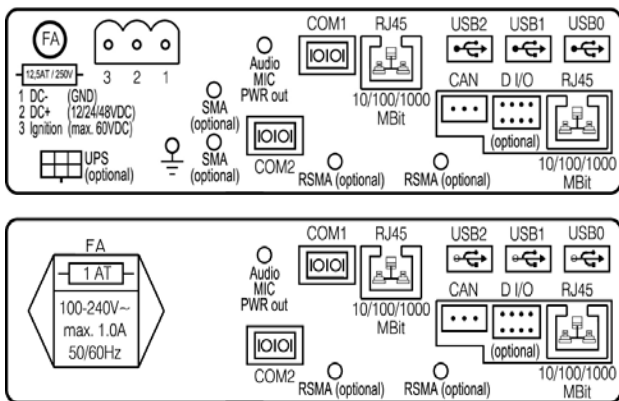 FA
12,5AT / 250V
3 2 1
1 DC- (GND)
2 DC+ (12/24/48VDC)
3 Ignition (max. 60VDC)
UPS
(optional)
SMA
(optional)
SMA
(optional)
Audio
MIC
PWR out
COM1
IOIOI
COM2
IOIOI
RJ45
10/100/1000
MBit
USB2
USB1
USB0
CAN
D I/O
(optional)
RJ45
10/100/1000
MBit
RSMA (optional)
RSMA (optional)
FA
1 AT
100-240V~
max. 1.0A
50/60Hz
Audio
MIC
PWR out
COM1
IOIOI
COM2
IOIOI
RJ45
10/100/1000
MBit
USB2
USB1
USB0
CAN
D I/O
(optional)
RJ45
10/100/1000
MBit
RSMA (optional)
RSMA (optional)